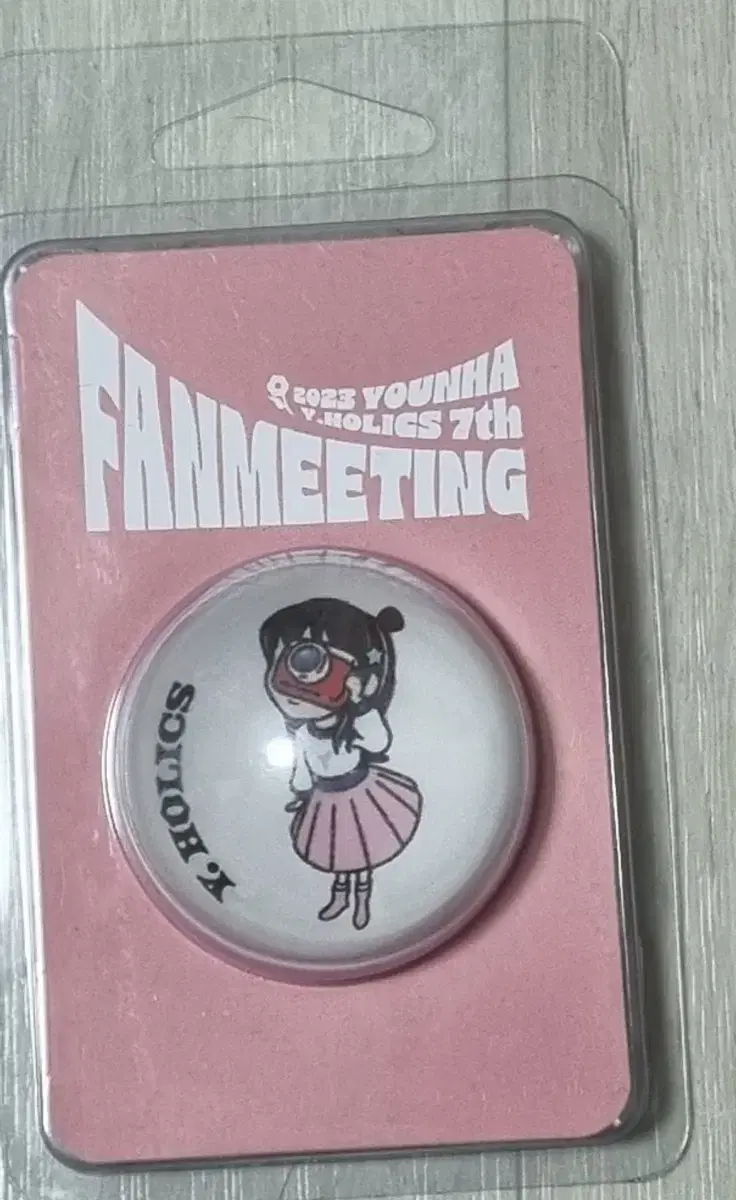 2023 YOUNHA
Y.HOLICS 7th
FANMEETING
Y.HOLICS